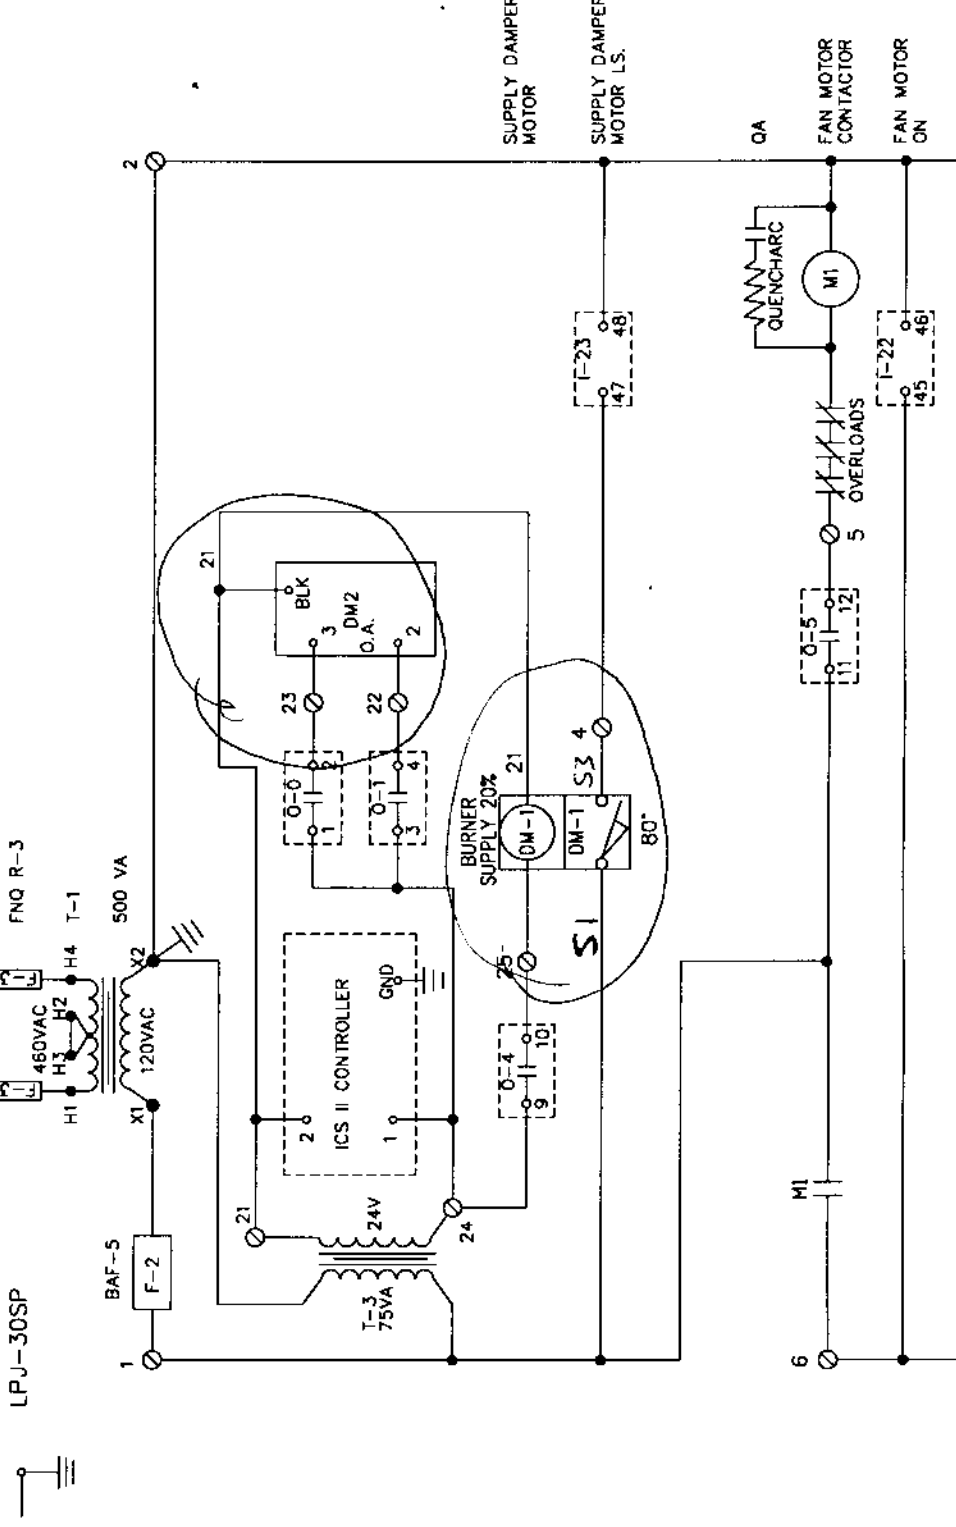 LPJ-30SP
FNQ R-3
T-1
500 VA
460VAC
H1
H3
H2
H4
120VAC
X1
X2
BAF-5
F-2
1
2
T-3
75VA
24V
21
24
ICS II CONTROLLER
2
1
GND
0-0
1
2
0-1
3
4
23
22
21
BLK
3
DM2
O.A.
2
0-4
9
10
25
BURNER
SUPPLY 20%
DM-1
21
DM-1
S1
S3
80°
4
I-23
47
48
SUPPLY DAMPER
MOTOR
SUPPLY DAMPER
MOTOR LS.
QA
QUENCHARC
M1
FAN MOTOR
CONTACTOR
6
M1
0-5
11
12
5
OVERLOADS
I-22
45
46
FAN MOTOR
ON